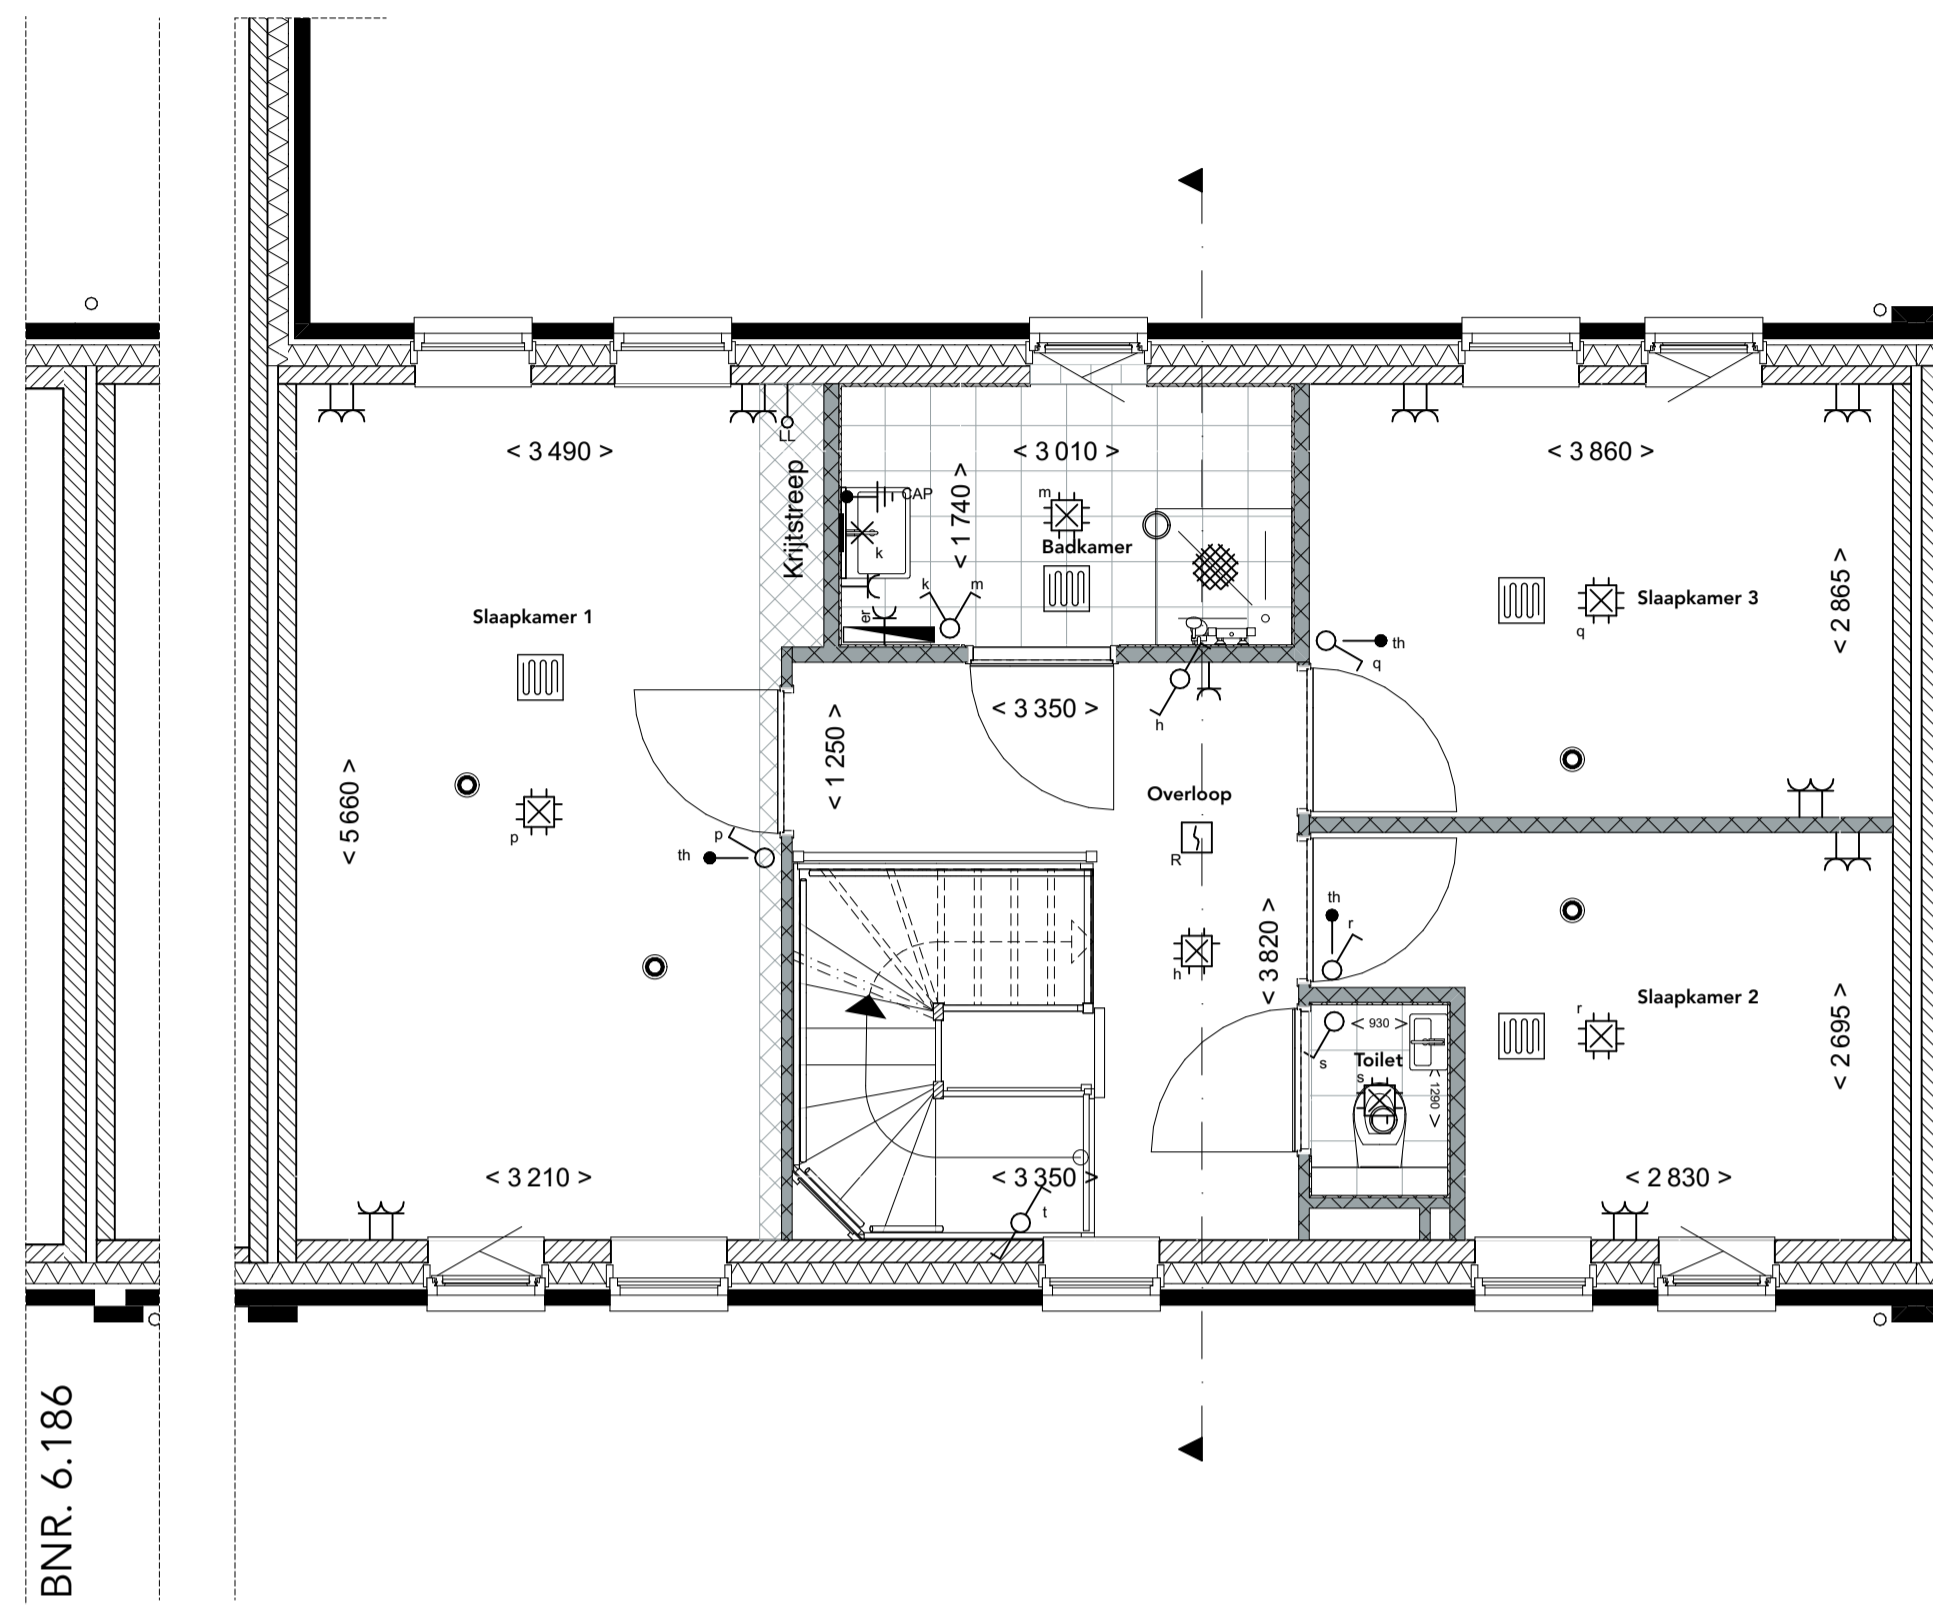 < 3 490 >
LL
Krijtstreep
< 3 010 >
< 3 860 >
CAP
k
< 1 740 >
m
Badkamer
k
m
er
Slaapkamer 1
Slaapkamer 3
q
< 2 865 >
th
q
< 3 350 >
h
< 1 250 >
Overloop
R
< 5 660 >
p
p
th
th
r
h
< 3 820 >
Slaapkamer 2
r
< 930 >
s
Toilet
s
< 1290 >
< 2 695 >
< 3 210 >
< 3 350 >
t
< 2 830 >
BNR. 6.186